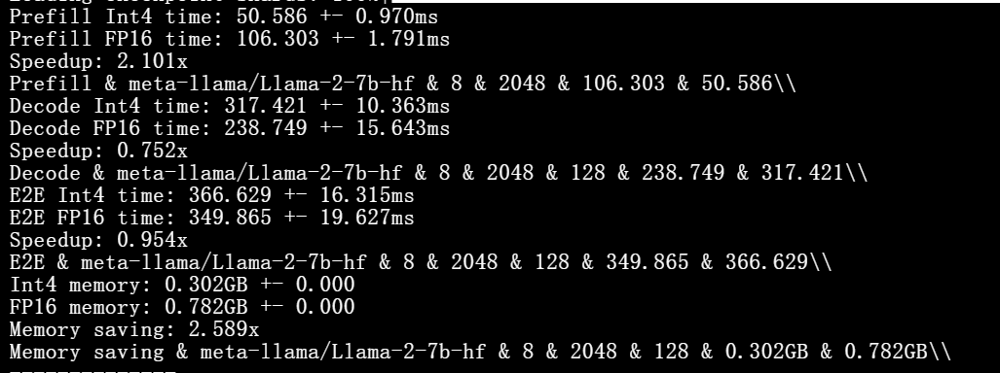 Prefill Int4 time: 50.586 +- 0.970ms
Prefill FP16 time: 106.303 +- 1.791ms
Speedup: 2.101x
Prefill & meta-llama/Llama-2-7b-hf & 8 & 2048 & 106.303 & 50.586\\
Decode Int4 time: 317.421 +- 10.363ms
Decode FP16 time: 238.749 +- 15.643ms
Speedup: 0.752x
Decode & meta-llama/Llama-2-7b-hf & 8 & 2048 & 128 & 238.749 & 317.421\\
E2E Int4 time: 366.629 +- 16.315ms
E2E FP16 time: 349.865 +- 19.627ms
Speedup: 0.954x
E2E & meta-llama/Llama-2-7b-hf & 8 & 2048 & 128 & 349.865 & 366.629\\
Int4 memory: 0.302GB +- 0.000
FP16 memory: 0.782GB +- 0.000
Memory saving: 2.589x
Memory saving & meta-llama/Llama-2-7b-hf & 8 & 2048 & 128 & 0.302GB & 0.782GB\\